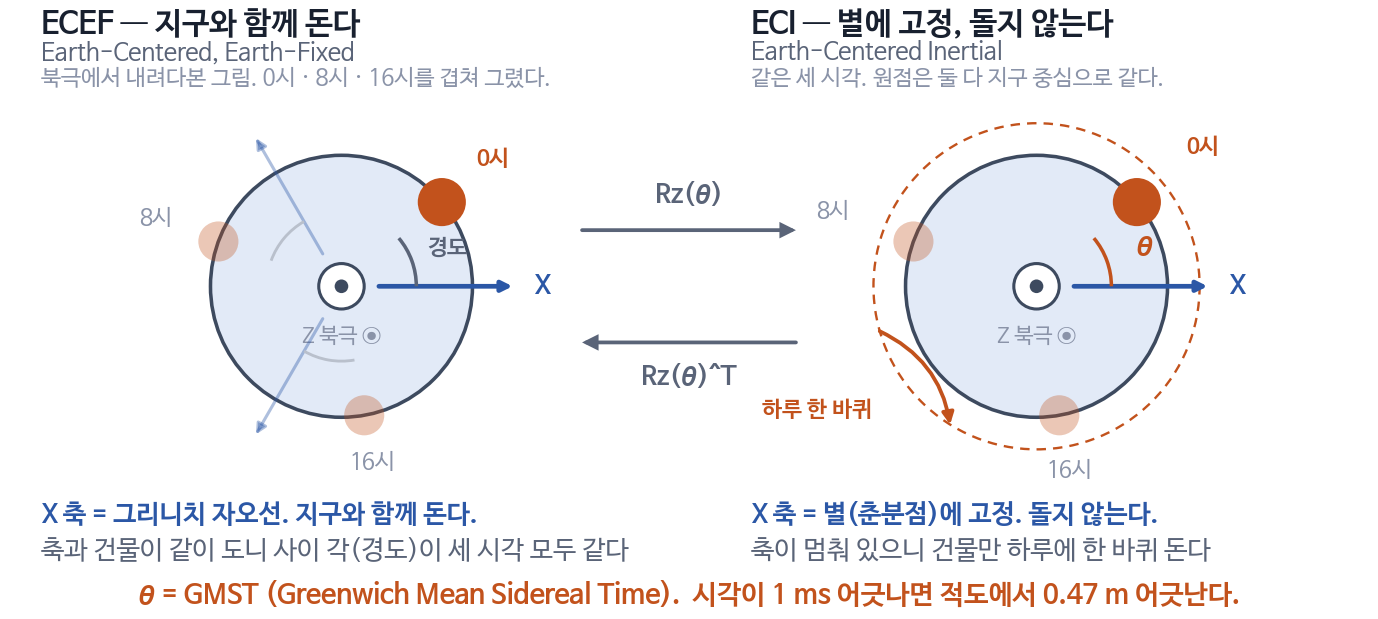 ECEF — 지구와 함께 돈다
Earth-Centered, Earth-Fixed
북극에서 내려다본 그림. 0시 · 8시 · 16시를 겹쳐 그렸다.
0시
8시
경도
X
Z 북극 ⊙
16시
X 축 = 그리니치 자오선. 지구와 함께 돈다.
축과 건물이 같이 도니 사이 각(경도)이 세 시각 모두 같다
Rz(θ)
Rz(θ)^T
ECI — 별에 고정, 돌지 않는다
Earth-Centered Inertial
같은 세 시각. 원점은 둘 다 지구 중심으로 같다.
0시
8시
θ
X
Z 북극 ⊙
하루 한 바퀴
16시
X 축 = 별(춘분점)에 고정. 돌지 않는다.
축이 멈춰 있으니 건물만 하루에 한 바퀴 돈다
θ = GMST (Greenwich Mean Sidereal Time). 시각이 1 ms 어긋나면 적도에서 0.47 m 어긋난다.